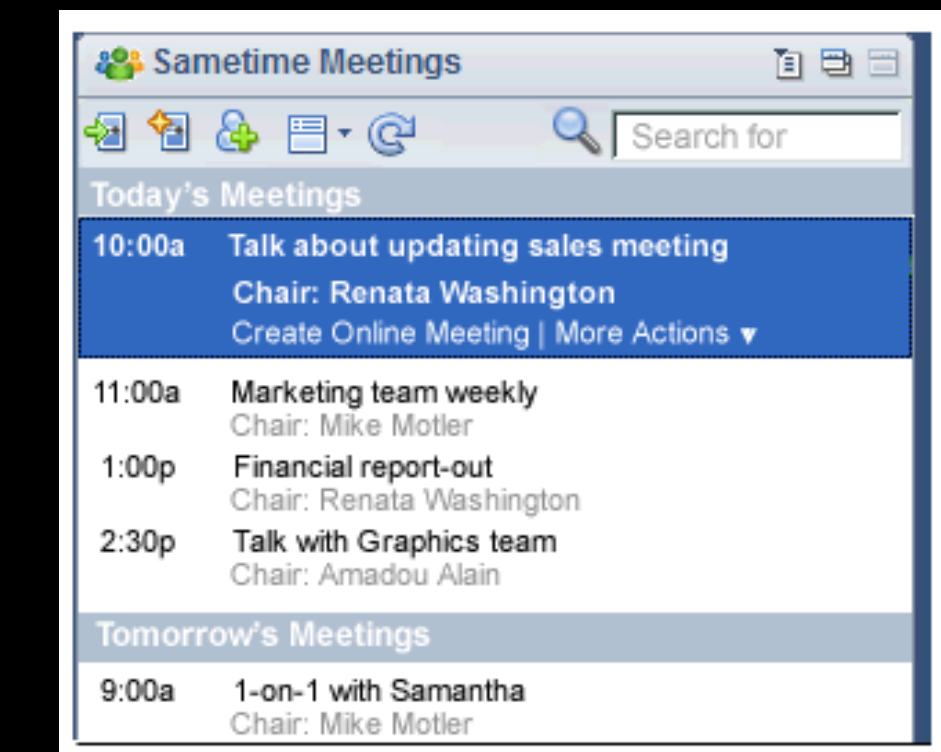 Sametime Meetings
Search for
Today's Meetings
10:00a Talk about updating sales meeting
Chair: Renata Washington
Create Online Meeting | More Actions ▼
11:00a Marketing team weekly
Chair: Mike Motler
1:00p Financial report-out
Chair: Renata Washington
2:30p Talk with Graphics team
Chair: Amadou Alain
Tomorrow's Meetings
9:00a 1-on-1 with Samantha
Chair: Mike Motler